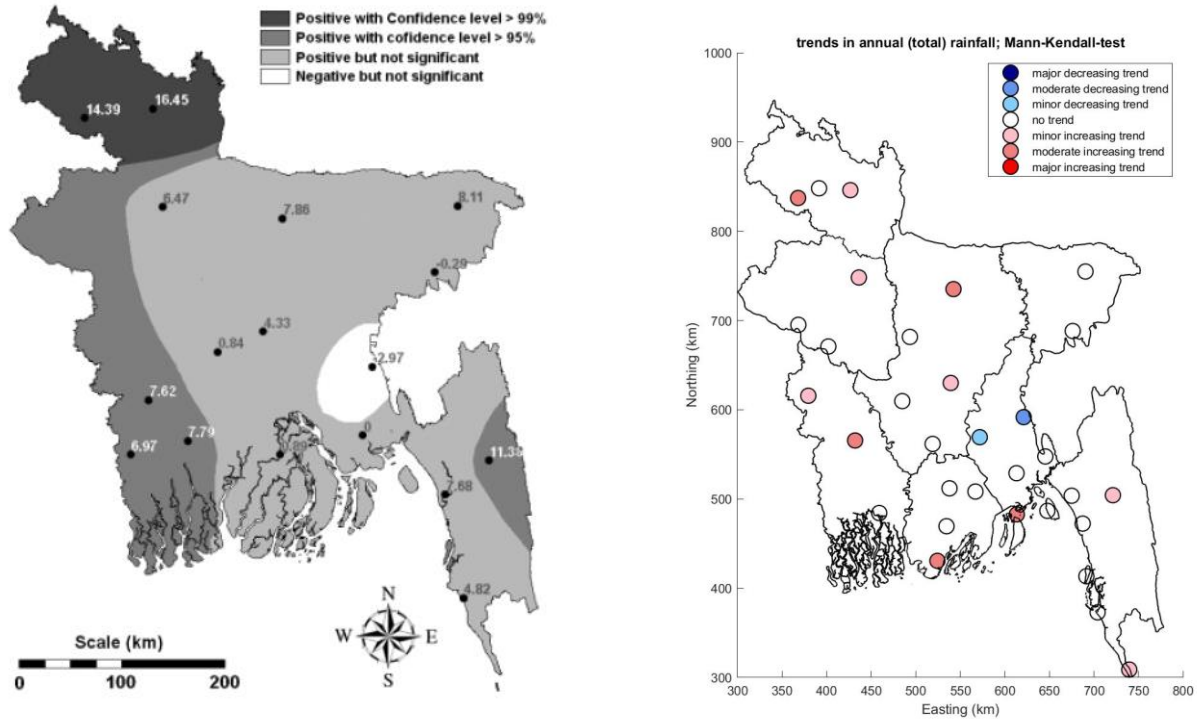 Positive with Confidence level > 99%
Positive with cofidence level > 95%
Positive but not significant
Negative but not significant
14.39
16.45
6.47
7.86
8.11
-0.29
4.33
0.84
-2.97
7.62
7.79
6.97
0
11.38
7.68
4.82
N
W
E
S
Scale (km)
0
100
200
trends in annual (total) rainfall; Mann-Kendall-test
major decreasing trend
moderate decreasing trend
minor decreasing trend
no trend
minor increasing trend
moderate increasing trend
major increasing trend
1000
900
800
700
600
500
400
300
Northing (km)
300 350 400 450 500 550 600 650 700 750 800
Easting (km)